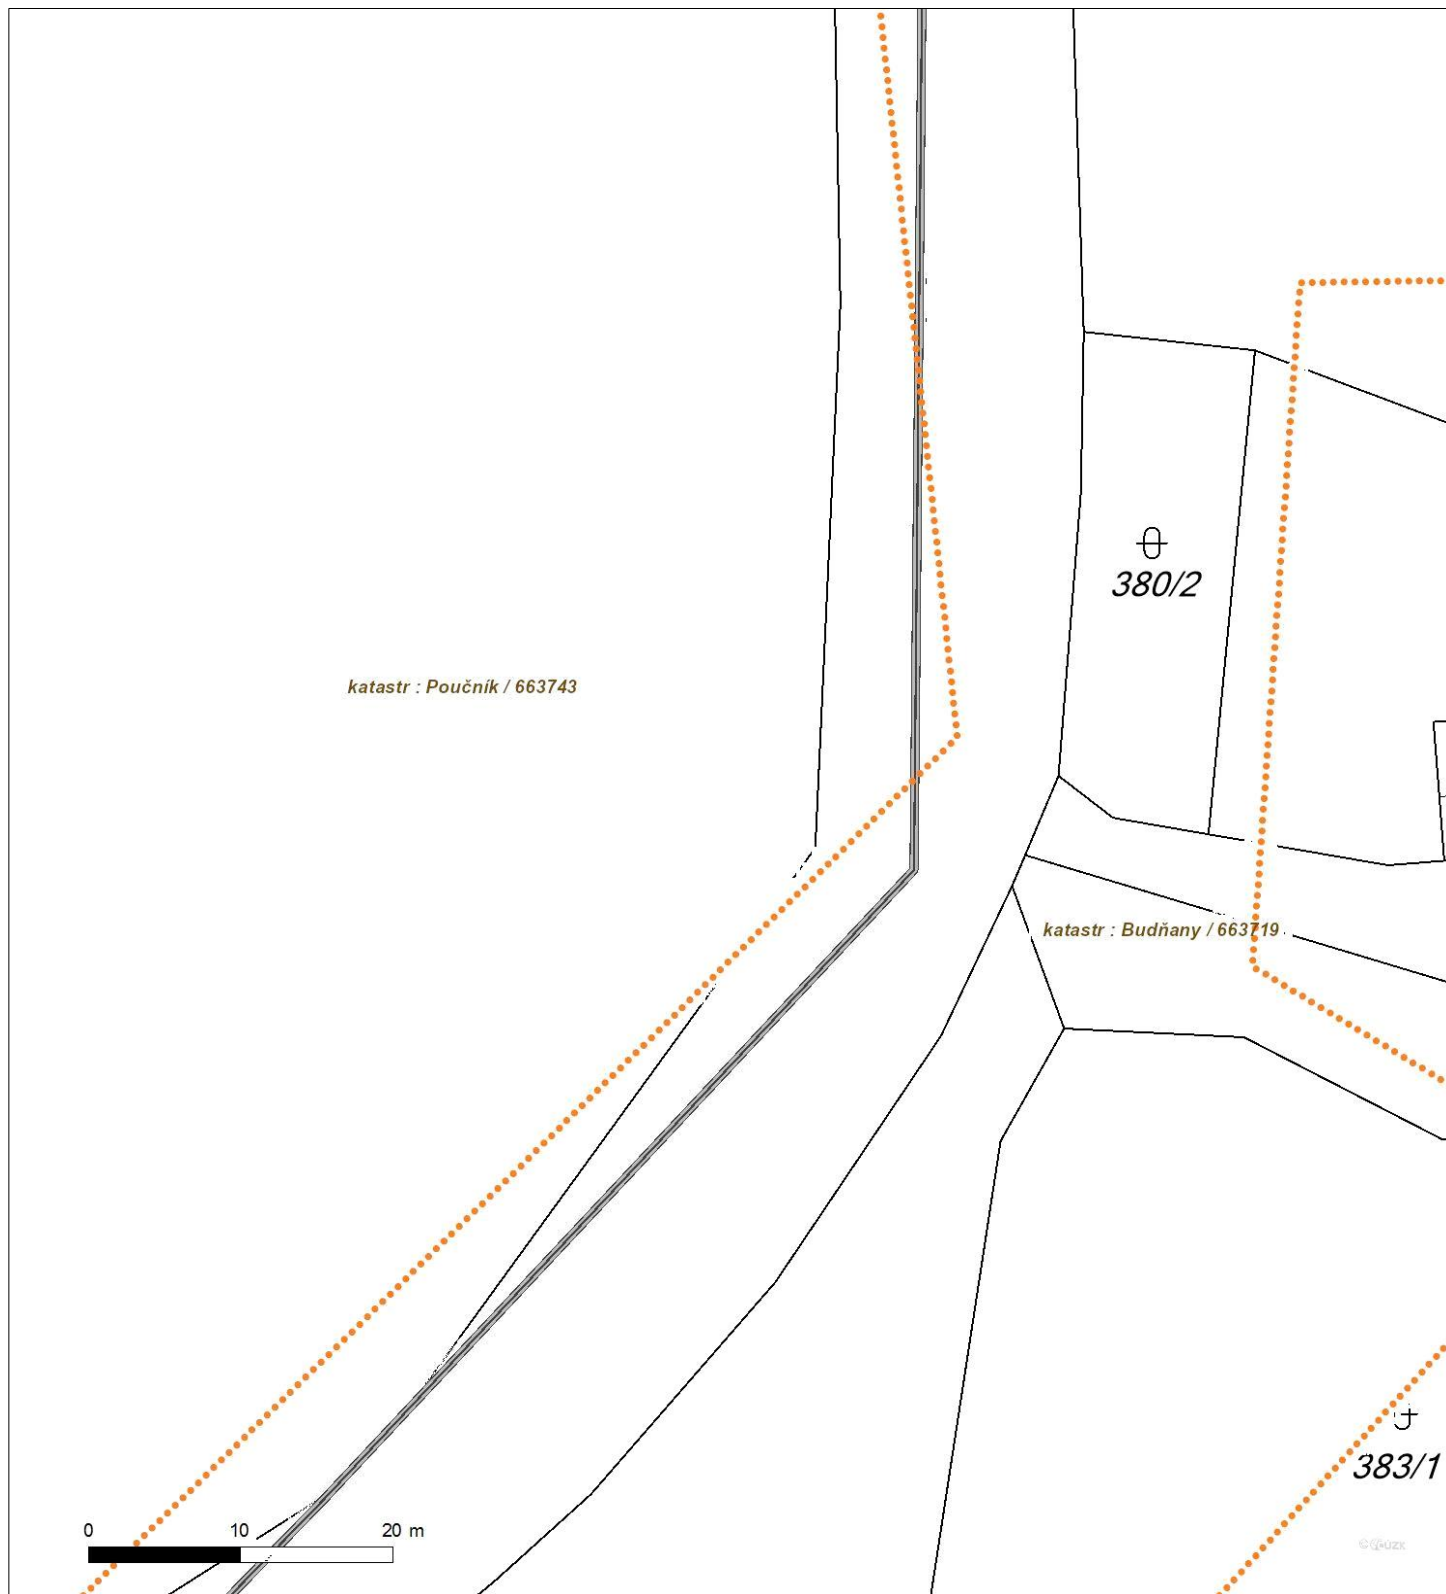 380/2
katastr : Poučník / 663743
katastr : Budňany / 663719
383/1
0 10 20 m